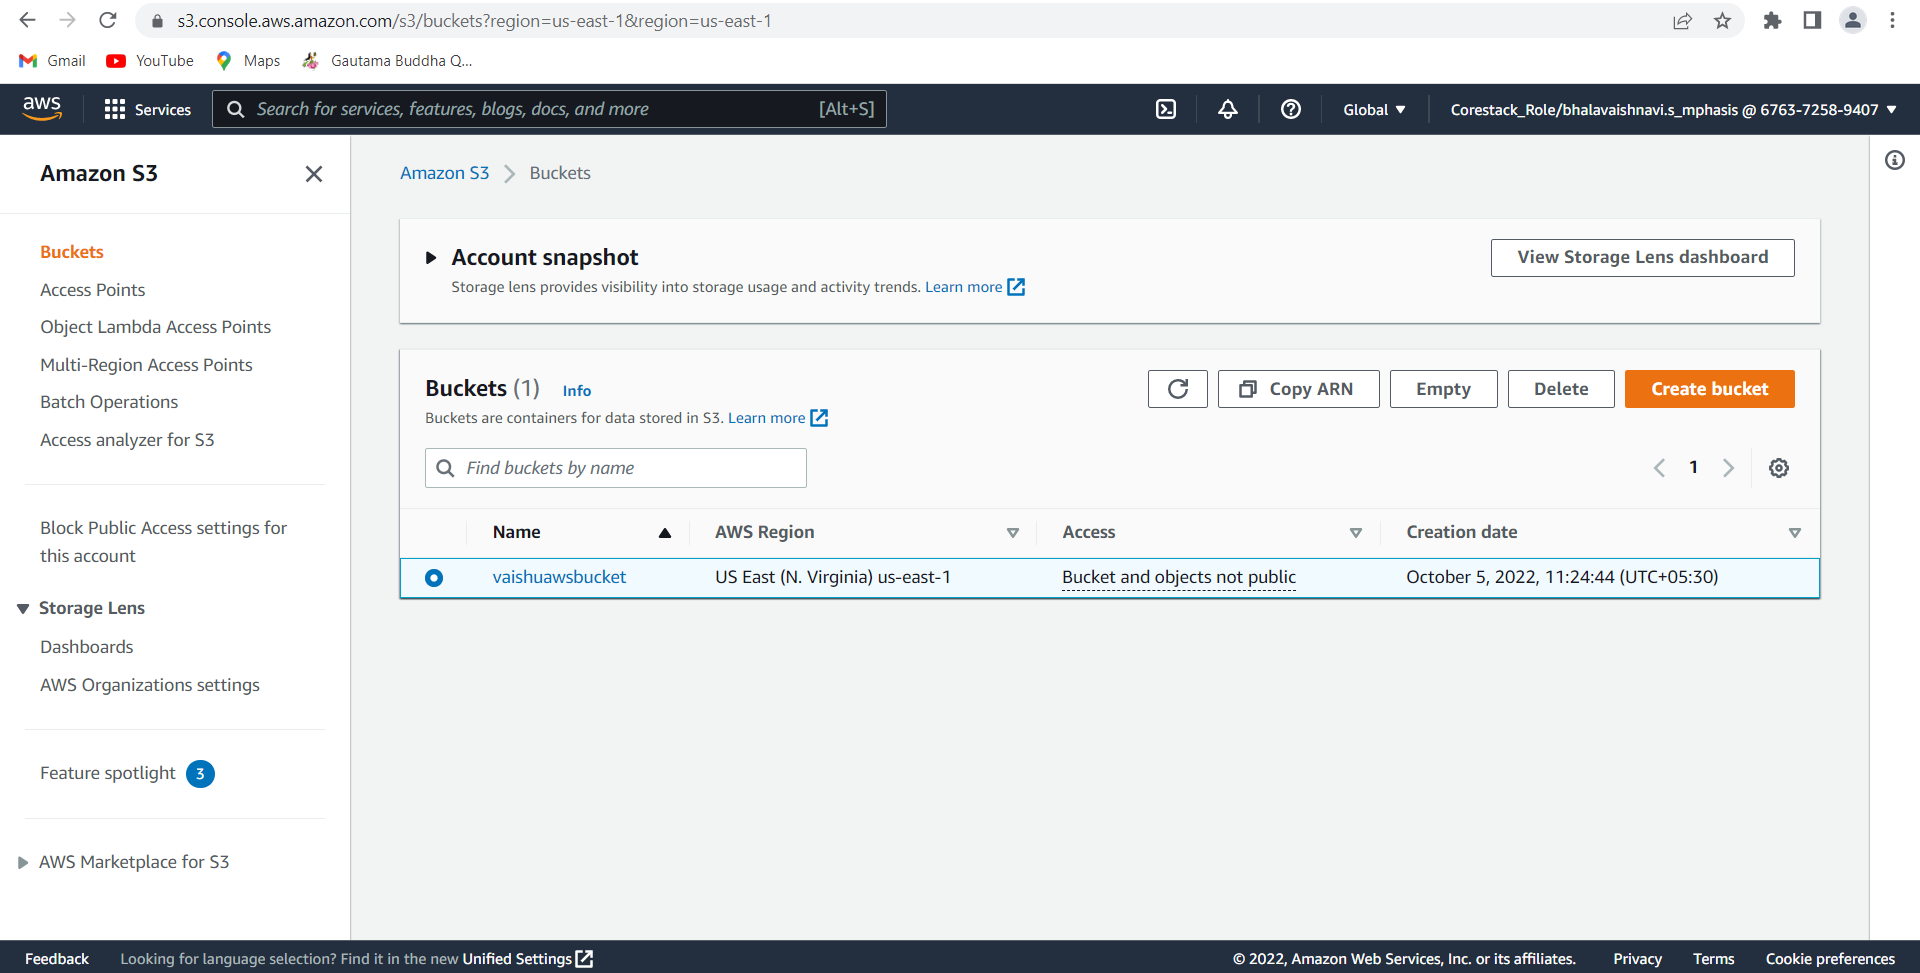 s3.console.aws.amazon.com/s3/buckets?region=us-east-1&region=us-east-1
Gmail YouTube Maps Gautama Buddha Q...
aws Services Search for services, features, blogs, docs, and more [Alt+S] Global Corestack_Role/bhalavaishnavi.s_mphasis @ 6763-7258-9407
Amazon S3
Buckets
Access Points
Object Lambda Access Points
Multi-Region Access Points
Batch Operations
Access analyzer for S3
Block Public Access settings for
this account
Storage Lens
Dashboards
AWS Organizations settings
Feature spotlight 3
AWS Marketplace for S3
Amazon S3 Buckets
Account snapshot
Storage lens provides visibility into storage usage and activity trends. Learn more
View Storage Lens dashboard
Buckets (1) Info
Buckets are containers for data stored in S3. Learn more
Copy ARN Empty Delete Create bucket
Find buckets by name
1
Name AWS Region Access Creation date
vaishuawsbucket US East (N. Virginia) us-east-1 Bucket and objects not public October 5, 2022, 11:24:44 (UTC+05:30)
Feedback Looking for language selection? Find it in the new Unified Settings © 2022, Amazon Web Services, Inc. or its affiliates. Privacy Terms Cookie preferences